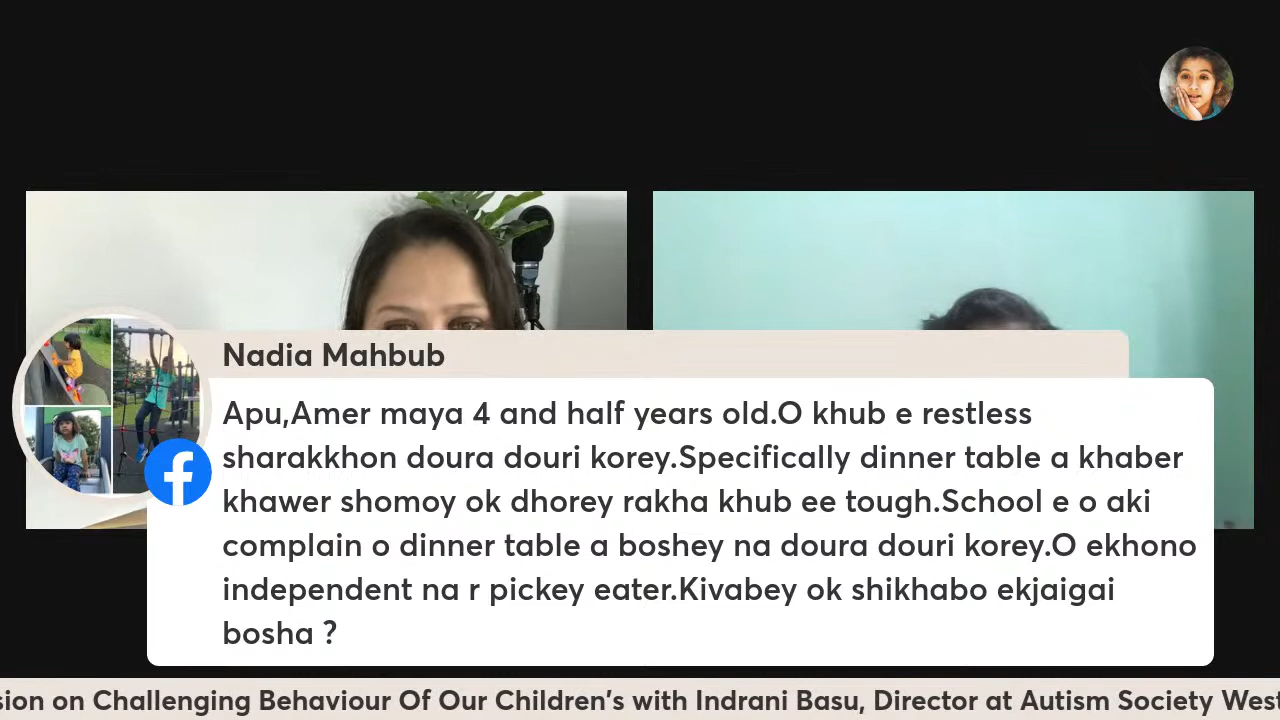 Nadia Mahbub
Apu,Amer maya 4 and half years old.O khub e restless
sharakkhon doura douri korey.Specifically dinner table a khaber
khawer shomoy ok dhorey rakha khub ee tough.School e o aki
complain o dinner table a boshey na doura douri korey.O ekhono
independent na r pickey eater.Kivabey ok shikhabo ekjaigai
bosha ?
on Challenging Behaviour Of Our Children's with Indrani Basu, Director at Autism Society